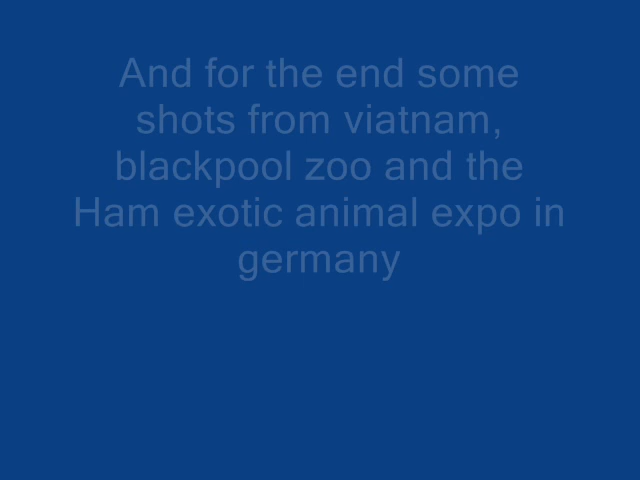 And for the end some
shots from viatnam,
blackpool zoo and the
Ham exotic animal expo in
germany